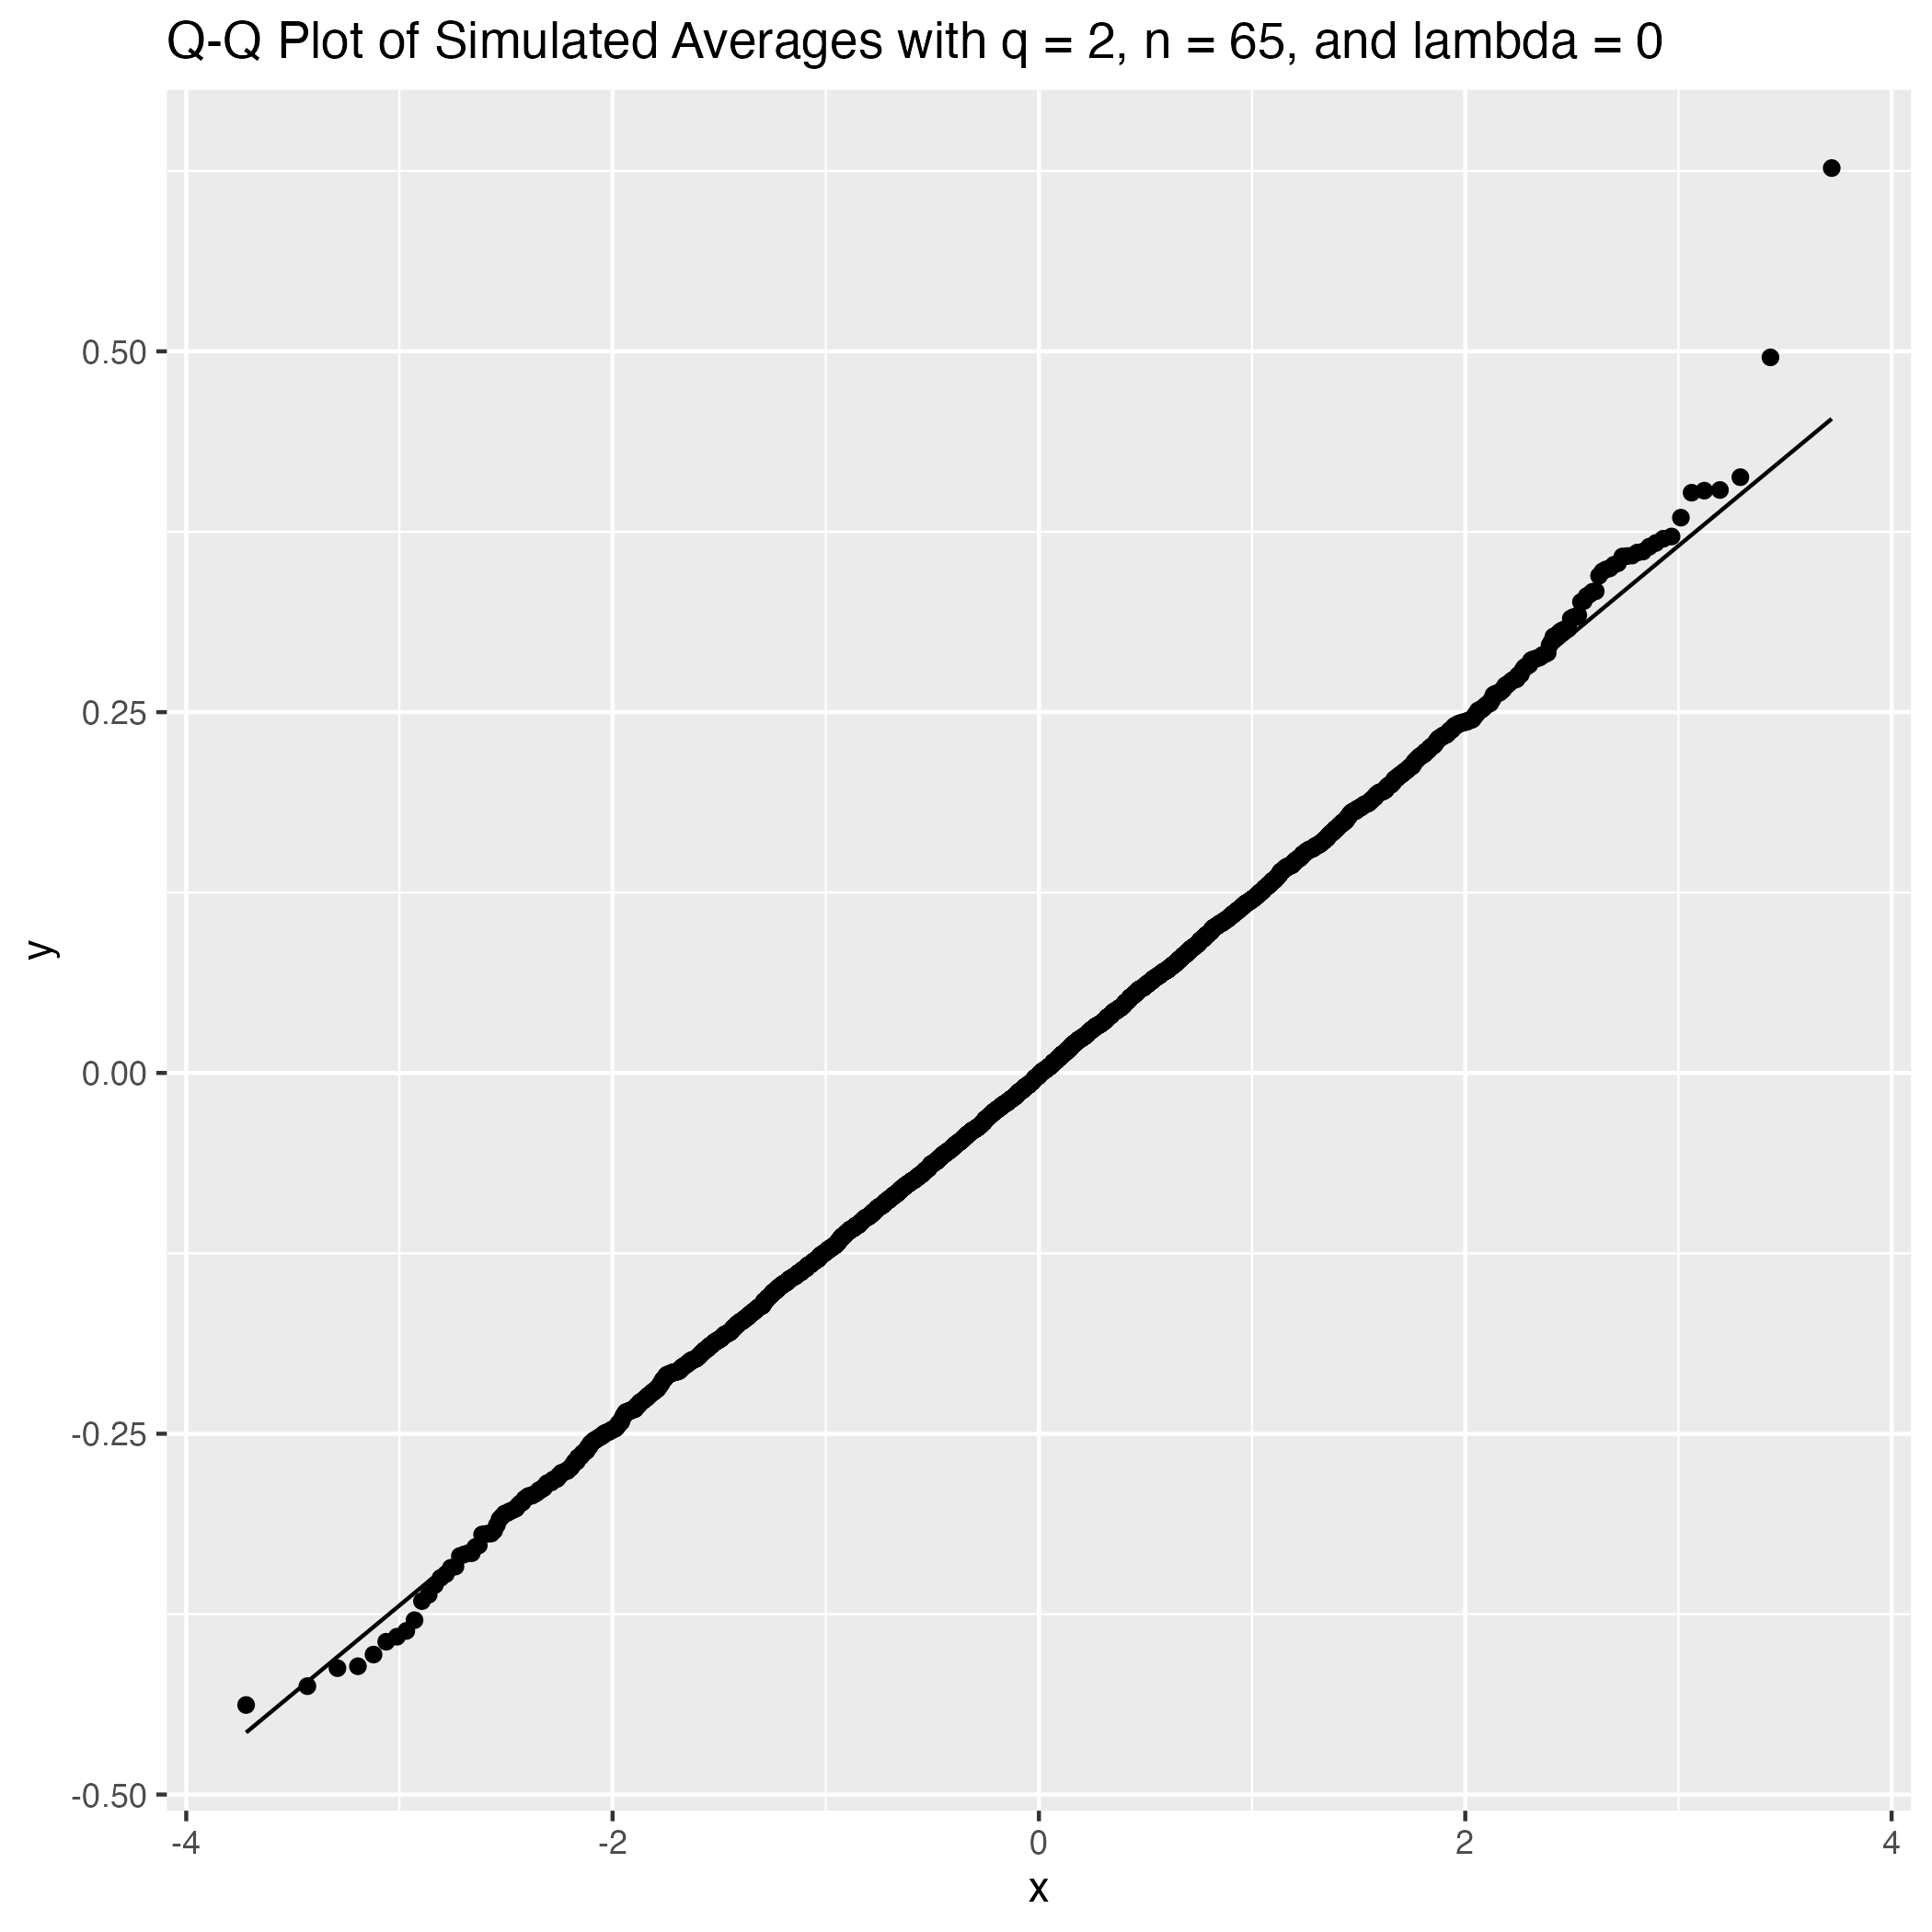 Q-Q Plot of Simulated Averages with q = 2, n = 65, and lambda = 0
0.50
0.25
0.00
-0.25
-0.50
y
-4 -2 0 2 4
x